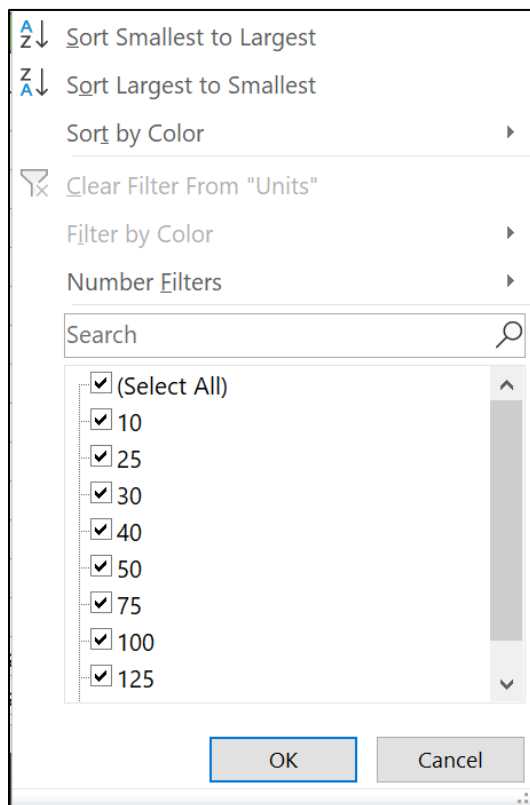 Sort Smallest to Largest
Sort Largest to Smallest
Sort by Color
Clear Filter From "Units"
Filter by Color
Number Filters
Search
(Select All)
10
25
30
40
50
75
100
125
OK Cancel